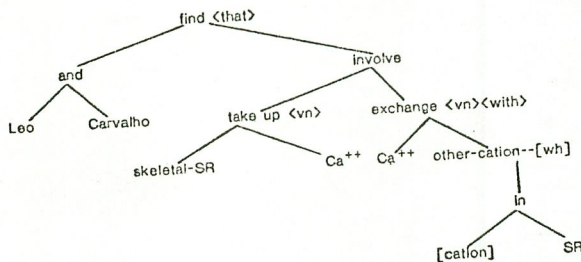 find <that>
and
involve
Leo
Carvalho
take up <vn>
exchange <vn><with>
skeletal-SR
Ca++
Ca++
other-cation--[wh]
in
[cation]
SR